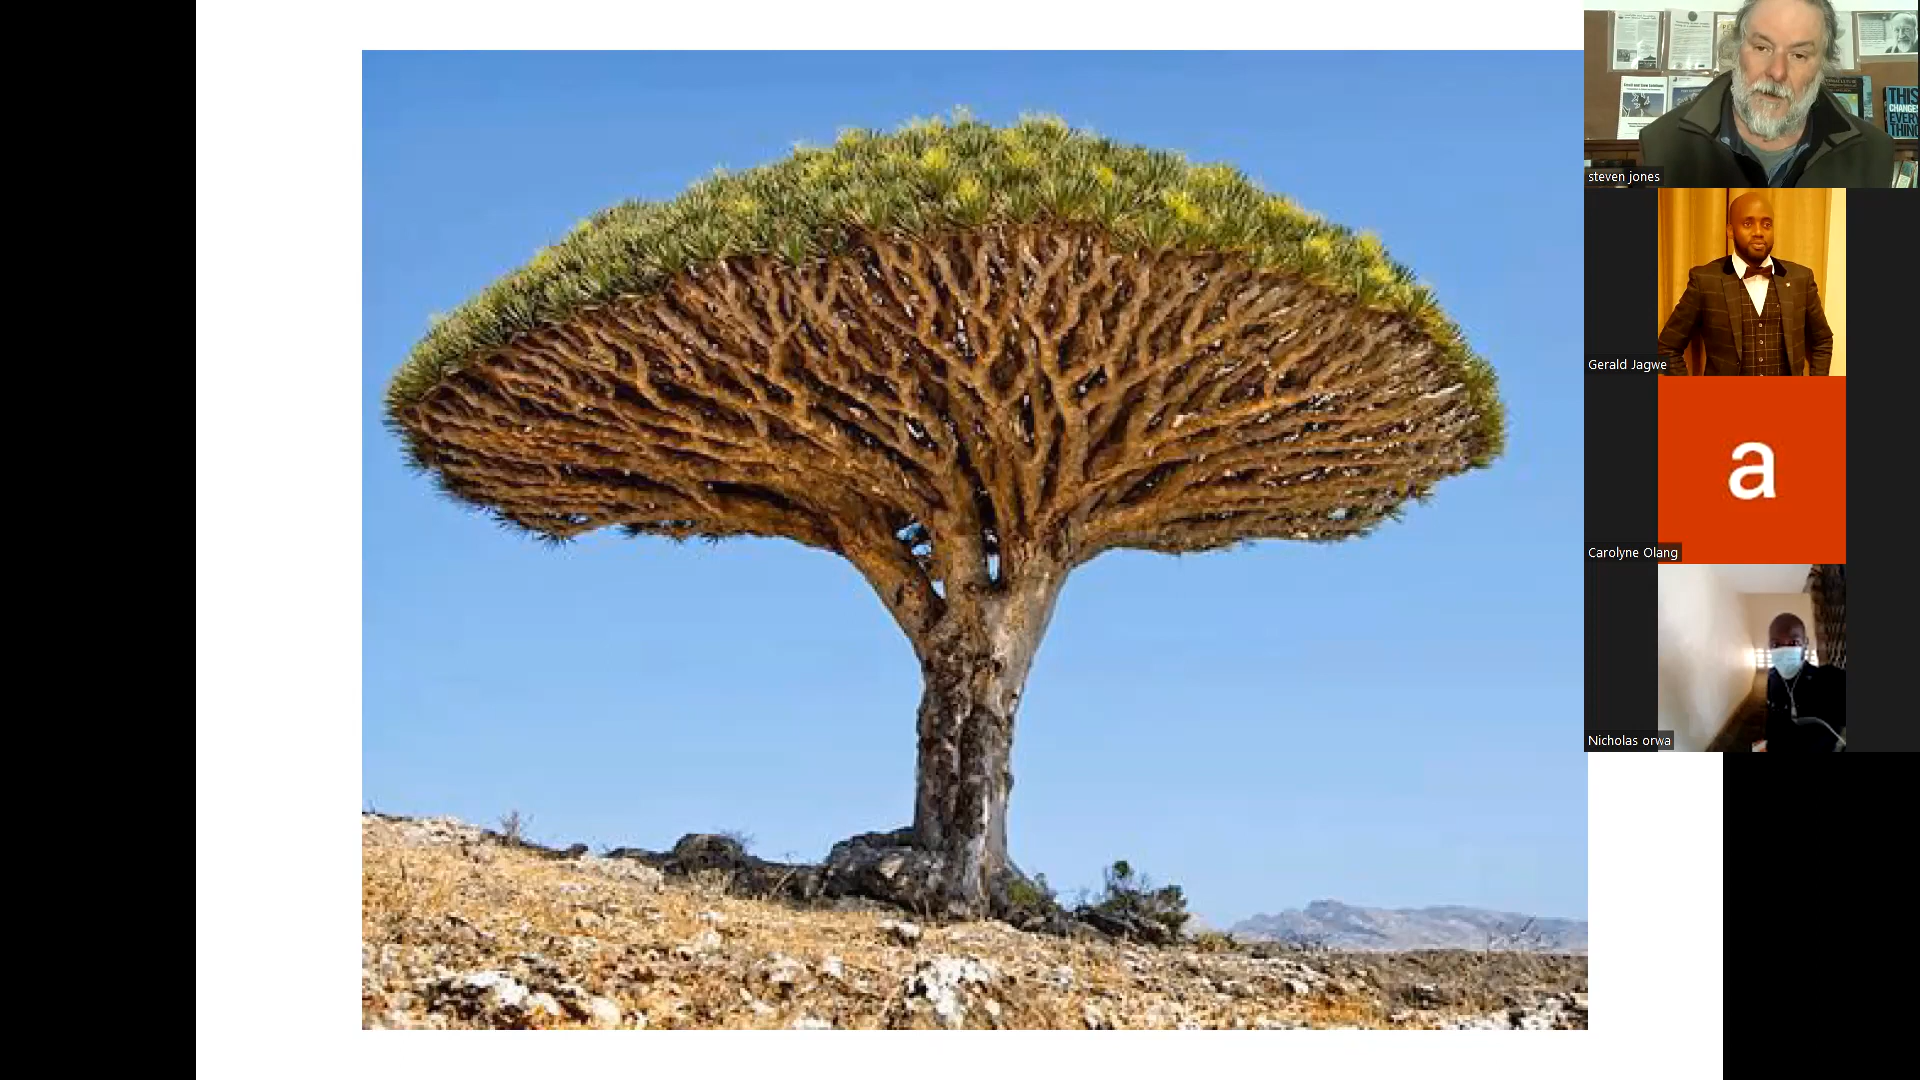 THIS
CHANGES
EVERY
THING
steven jones
Gerald Jagwe
a
Carolyne Olang
Nicholas orwa